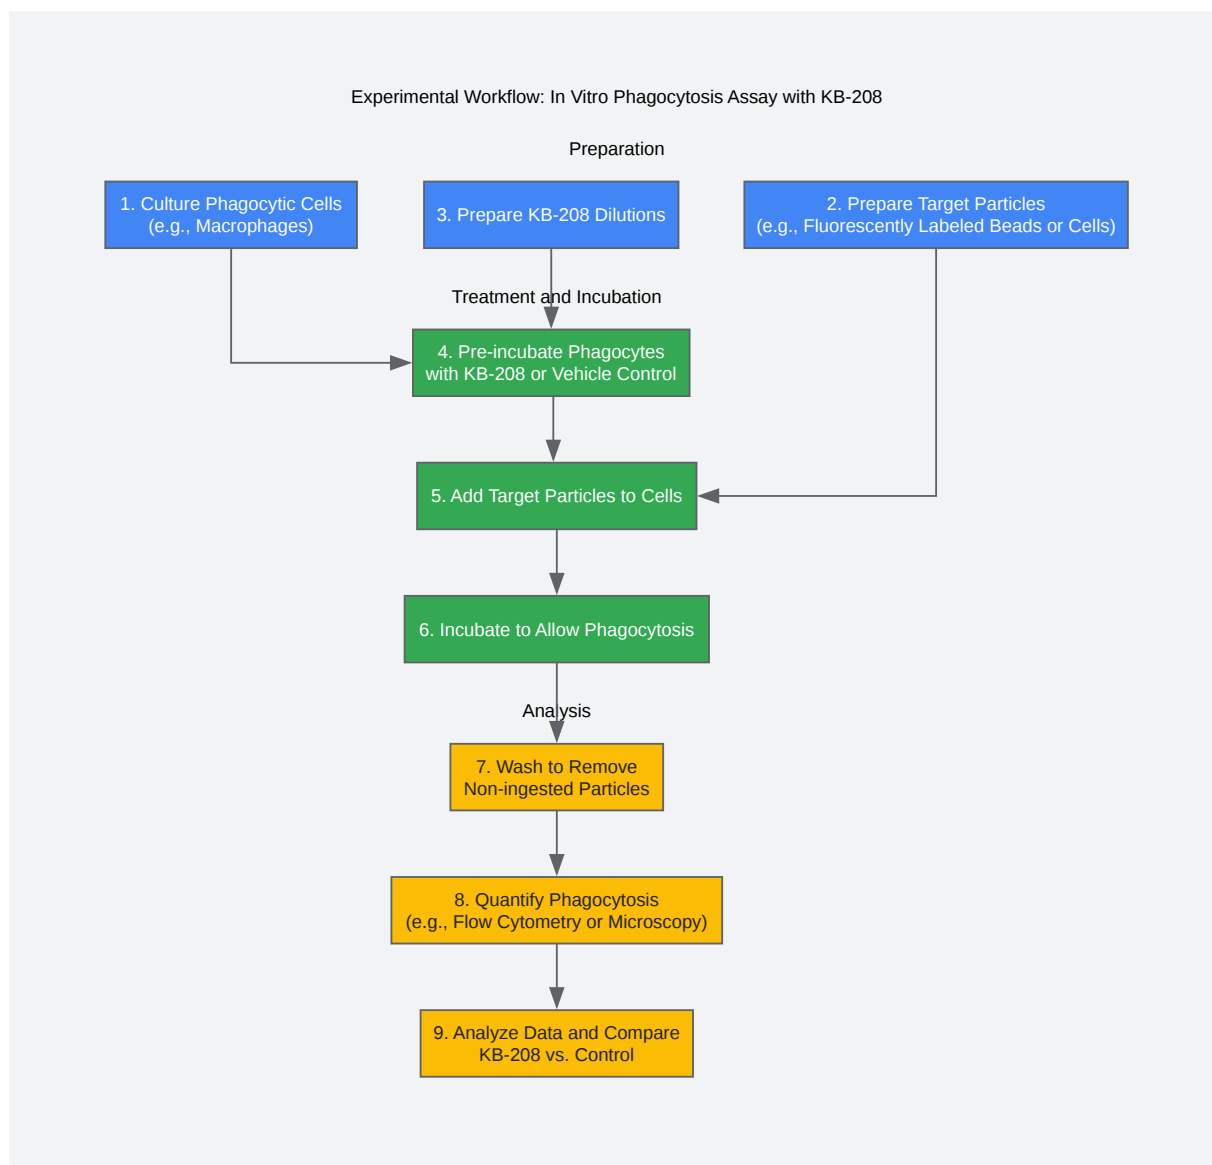 Experimental Workflow: In Vitro Phagocytosis Assay with KB-208
Preparation
1. Culture Phagocytic Cells
(e.g., Macrophages)
3. Prepare KB-208 Dilutions
2. Prepare Target Particles
(e.g., Fluorescently Labeled Beads or Cells)
Treatment and Incubation
4. Pre-incubate Phagocytes
with KB-208 or Vehicle Control
5. Add Target Particles to Cells
6. Incubate to Allow Phagocytosis
Analysis
7. Wash to Remove
Non-ingested Particles
8. Quantify Phagocytosis
(e.g., Flow Cytometry or Microscopy)
9. Analyze Data and Compare
KB-208 vs. Control